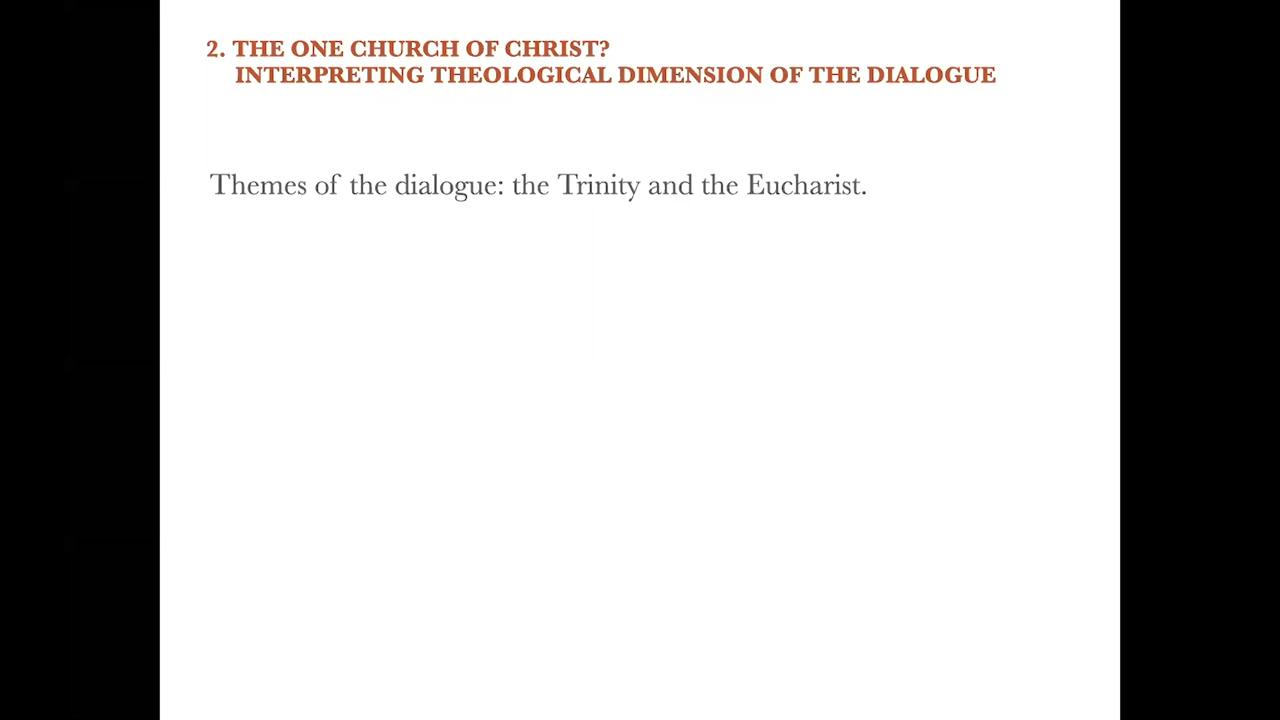 2. THE ONE CHURCH OF CHRIST?
INTERPRETING THEOLOGICAL DIMENSION OF THE DIALOGUE
Themes of the dialogue: the Trinity and the Eucharist.